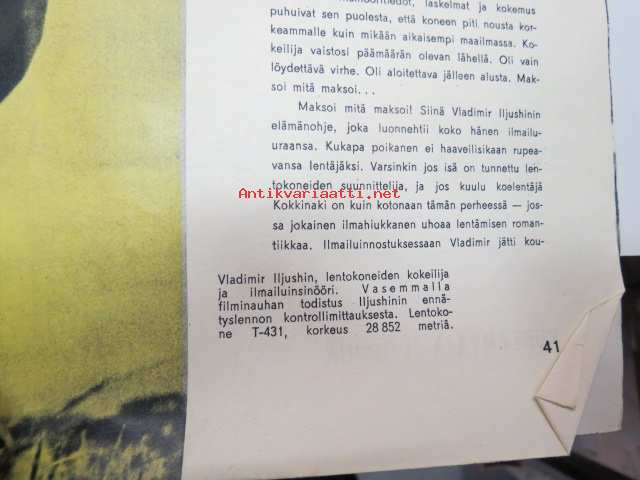 laskelmat ja kokemus
puhuivat sen puolesta, että koneen piti nousta kor-
keammalle kuin mikään aikaisempi maailmassa. Ko-
keilija vaistosi päämäärän olevan lähellä. Oli vain
löydettävä virhe. Oli aloitettava jälleen alusta. Mak-
soi mitä maksoi...
Maksoi mitä maksoi! Siinä Vladimir Iljushinin
elämänohje, joka luonnehtii koko hänen ilmailu-
uraansa. Kukapa poikanen ei haaveilisikaan rupea-
vansa lentäjäksi. Varsinkin jos isä on tunnettu len-
tokoneiden suunnittelija, ja jos kuulu koelentäjä
Antikvariaatti.net
Kokkinaki on kuin kotonaan tämän perheessä — jos-
sa jokainen ilmahiukkanen uhoaa lentämisen roman-
tiikkaa. Ilmailuinnostuksessaan Vladimir jätti kou-
Vladimir Iljushin, lentokoneiden kokeilija
ja ilmailuinsinööri. Vasemmalla
filminauhan todistus Iljushinin ennä-
tyslennon kontrollimittauksesta. Lentoko-
ne T-431, korkeus 28 852 metriä.
41